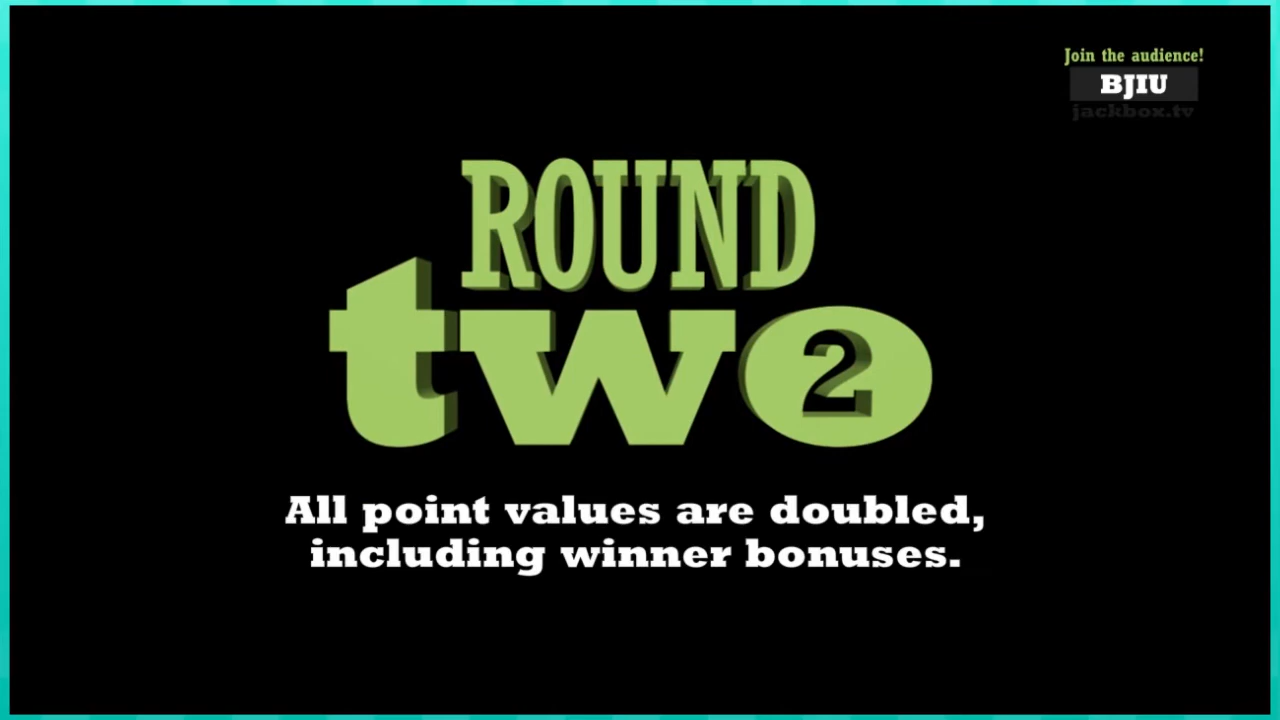 Join the audience!
BJIU
jackbox.tv
ROUND
two
2
All point values are doubled,
including winner bonuses.